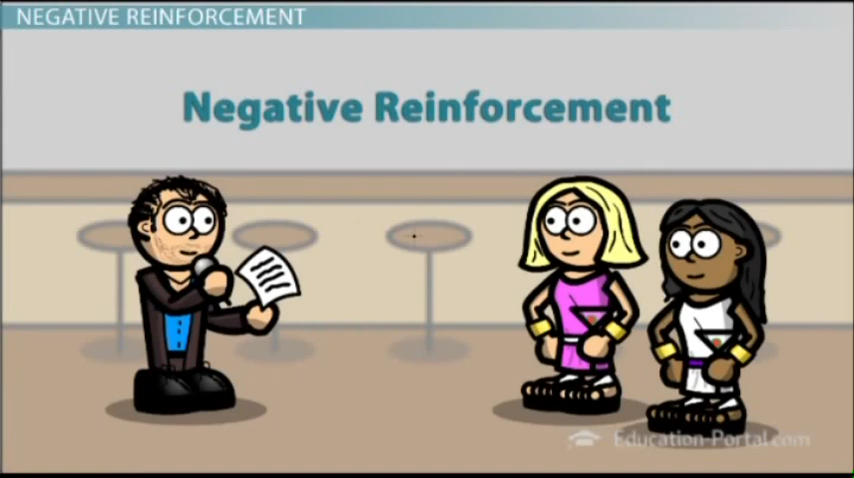 NEGATIVE REINFORCEMENT
Negative Reinforcement
Education-Portal.com